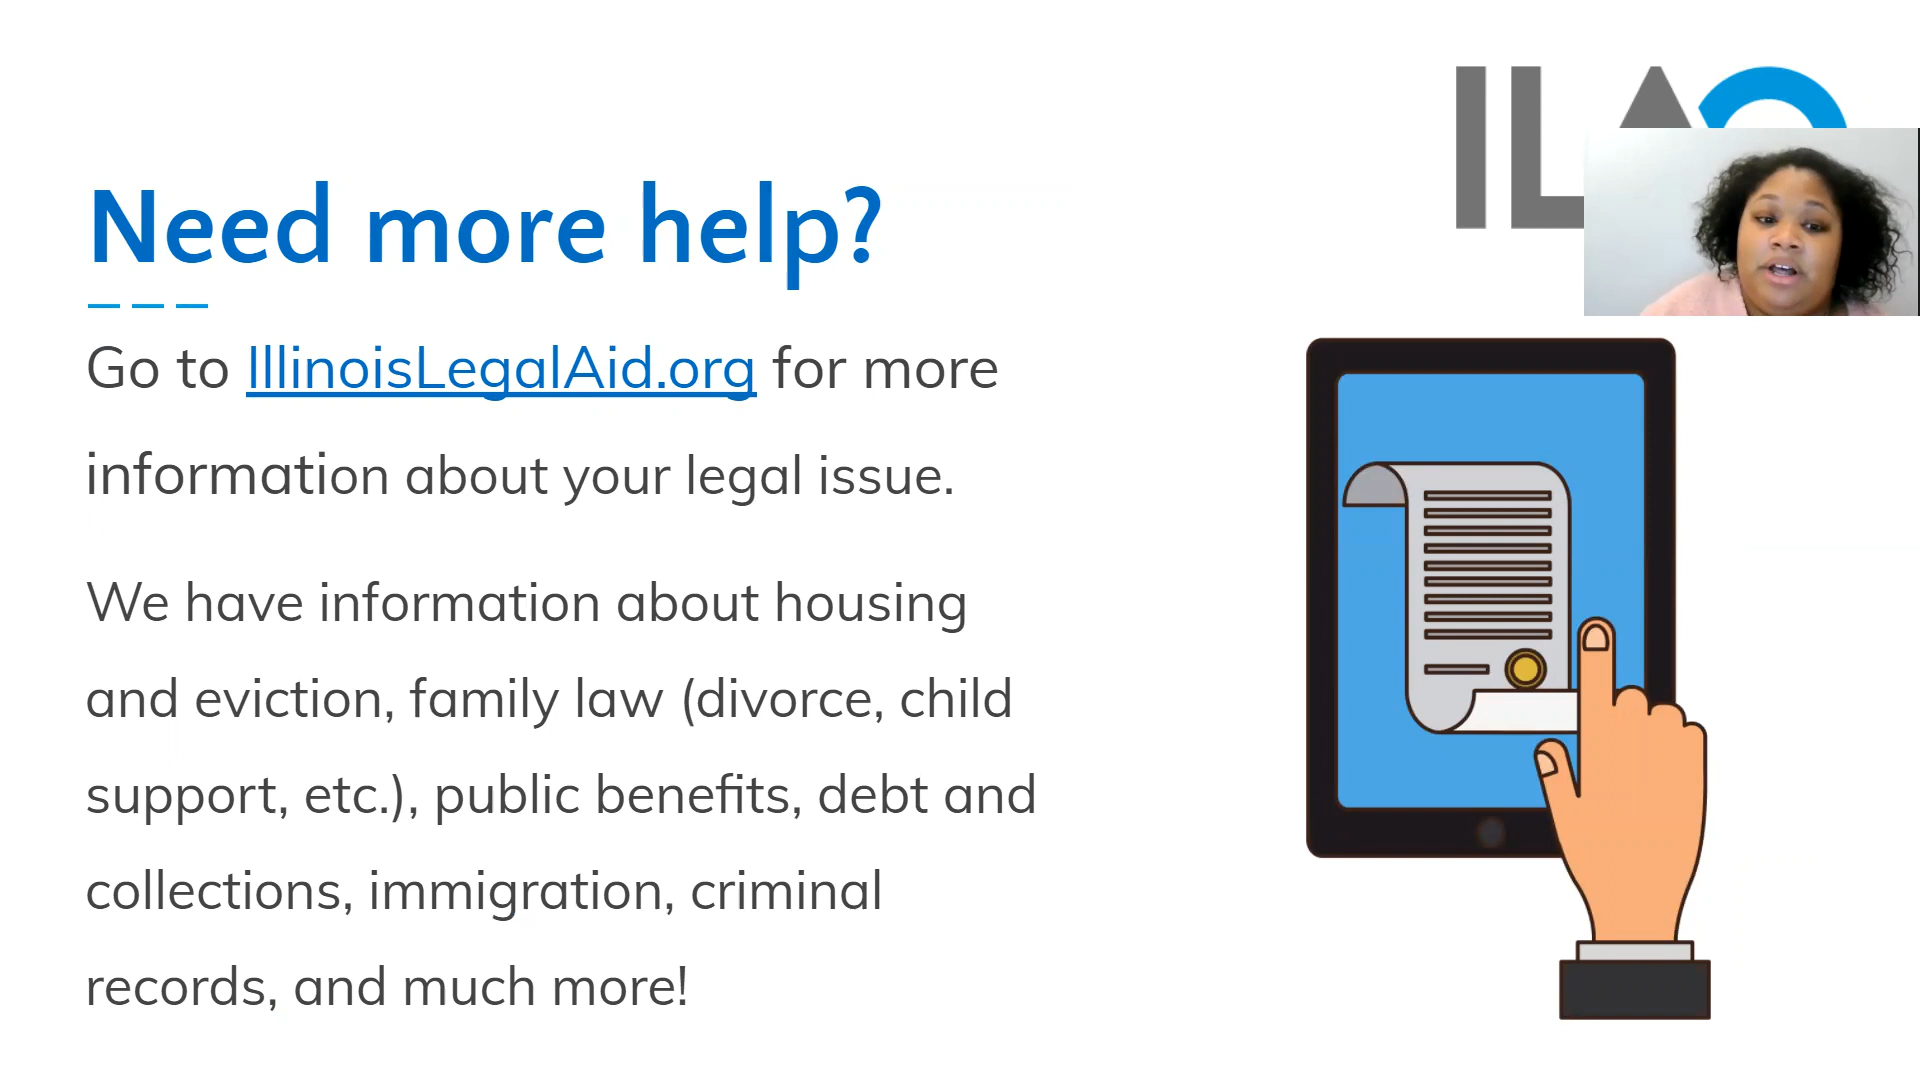 ILAO
Need more help?
Go to IllinoisLegalAid.org for more
information about your legal issue.
We have information about housing
and eviction, family law (divorce, child
support, etc.), public benefits, debt and
collections, immigration, criminal
records, and much more!